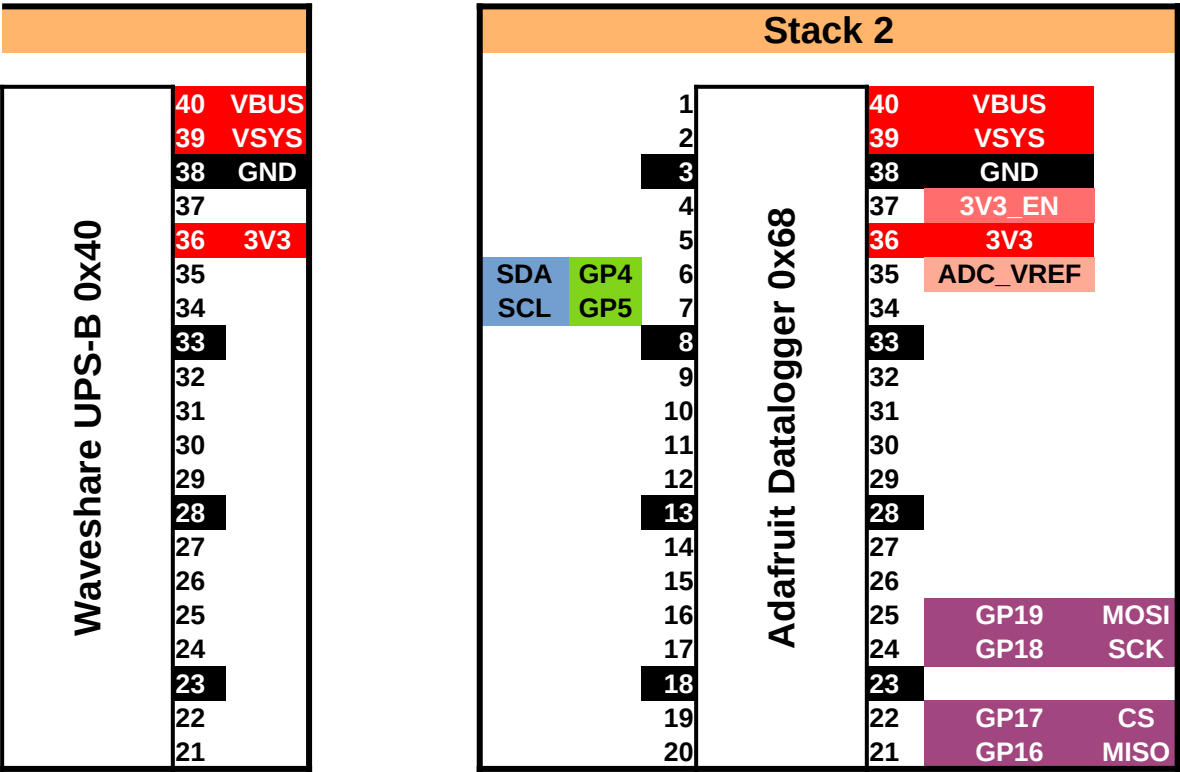 Stack 2
Waveshare UPS-B 0x40
40 VBUS
39 VSYS
38 GND
37
36 3V3
35
34
33
32
31
30
29
28
27
26
25
24
23
22
21
Adafruit Datalogger 0x68
1 40 VBUS
2 39 VSYS
3 38 GND
4 37 3V3_EN
5 36 3V3
SDA GP4 6 35 ADC_VREF
SCL GP5 7 34
8 33
9 32
10 31
11 30
12 29
13 28
14 27
15 26
16 25 GP19 MOSI
17 24 GP18 SCK
18 23
19 22 GP17 CS
20 21 GP16 MISO